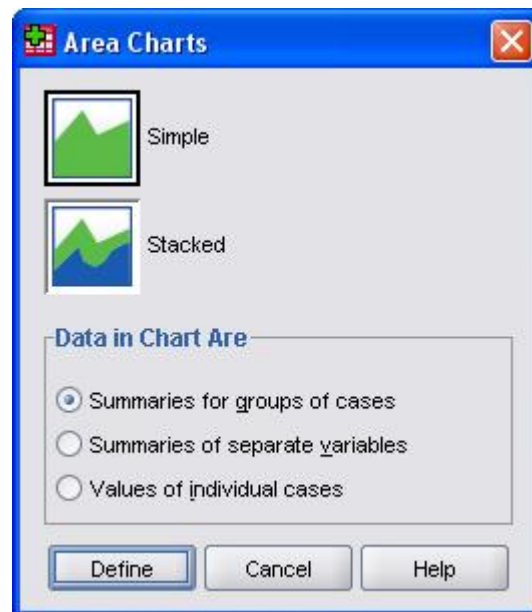 Area Charts
Simple
Stacked
Data in Chart Are
Summaries for groups of cases
Summaries of separate variables
Values of individual cases
Define
Cancel
Help